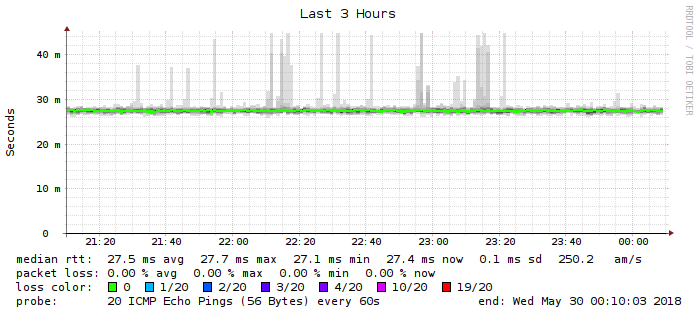 Last 3 Hours
RRDTOOL / TOBI OETIKER
Seconds
40 m
30 m
20 m
10 m
0
21:20 21:40 22:00 22:20 22:40 23:00 23:20 23:40 00:00
median rtt: 27.5 ms avg 27.7 ms max 27.1 ms min 27.4 ms now 0.1 ms sd 250.2 am/s
packet loss: 0.00 % avg 0.00 % max 0.00 % min 0.00 % now
loss color: 0 1/20 2/20 3/20 4/20 10/20 19/20
probe: 20 ICMP Echo Pings (56 Bytes) every 60s end: Wed May 30 00:10:03 2018